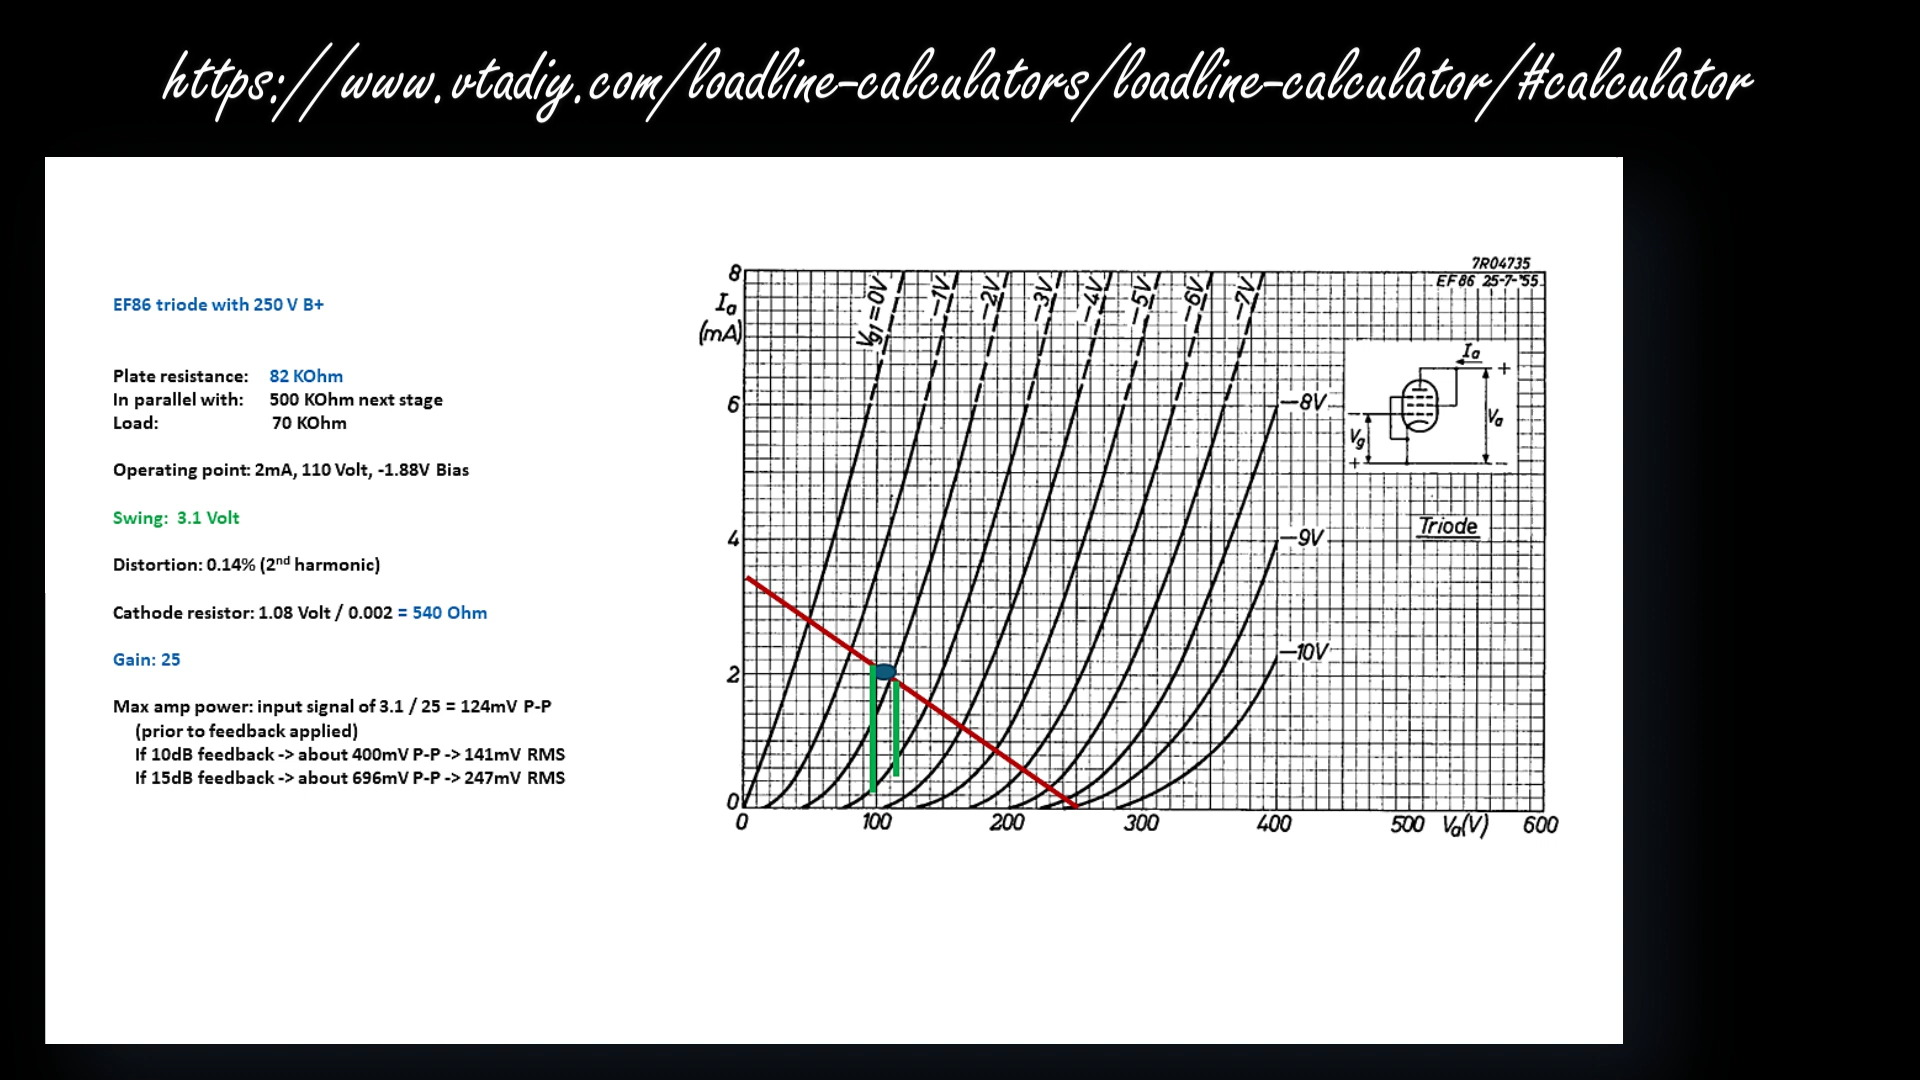 https://www.vtadiy.com/loadline-calculators/loadline-calculator/#calculator
EF86 triode with 250 V B+
Plate resistance: 82 KOhm
In parallel with: 500 KOhm next stage
Load: 70 KOhm
Operating point: 2mA, 110 Volt, -1.88V Bias
Swing: 3.1 Volt
Distortion: 0.14% (2nd harmonic)
Cathode resistor: 1.08 Volt / 0.002 = 540 Ohm
Gain: 25
Max amp power: input signal of 3.1 / 25 = 124mV P-P
(prior to feedback applied)
If 10dB feedback -> about 400mV P-P -> 141mV RMS
If 15dB feedback -> about 696mV P-P -> 247mV RMS
7R04735
EF86 25-7-'55
8
Ia
(mA)
6
4
2
0
Vg1=0V
-1V
-2V
-3V
-4V
-5V
-6V
-7V
-8V
-9V
-10V
Ia
+
Va
Vg
+
-
Triode
0
100
200
300
400
500
Va(V)
600